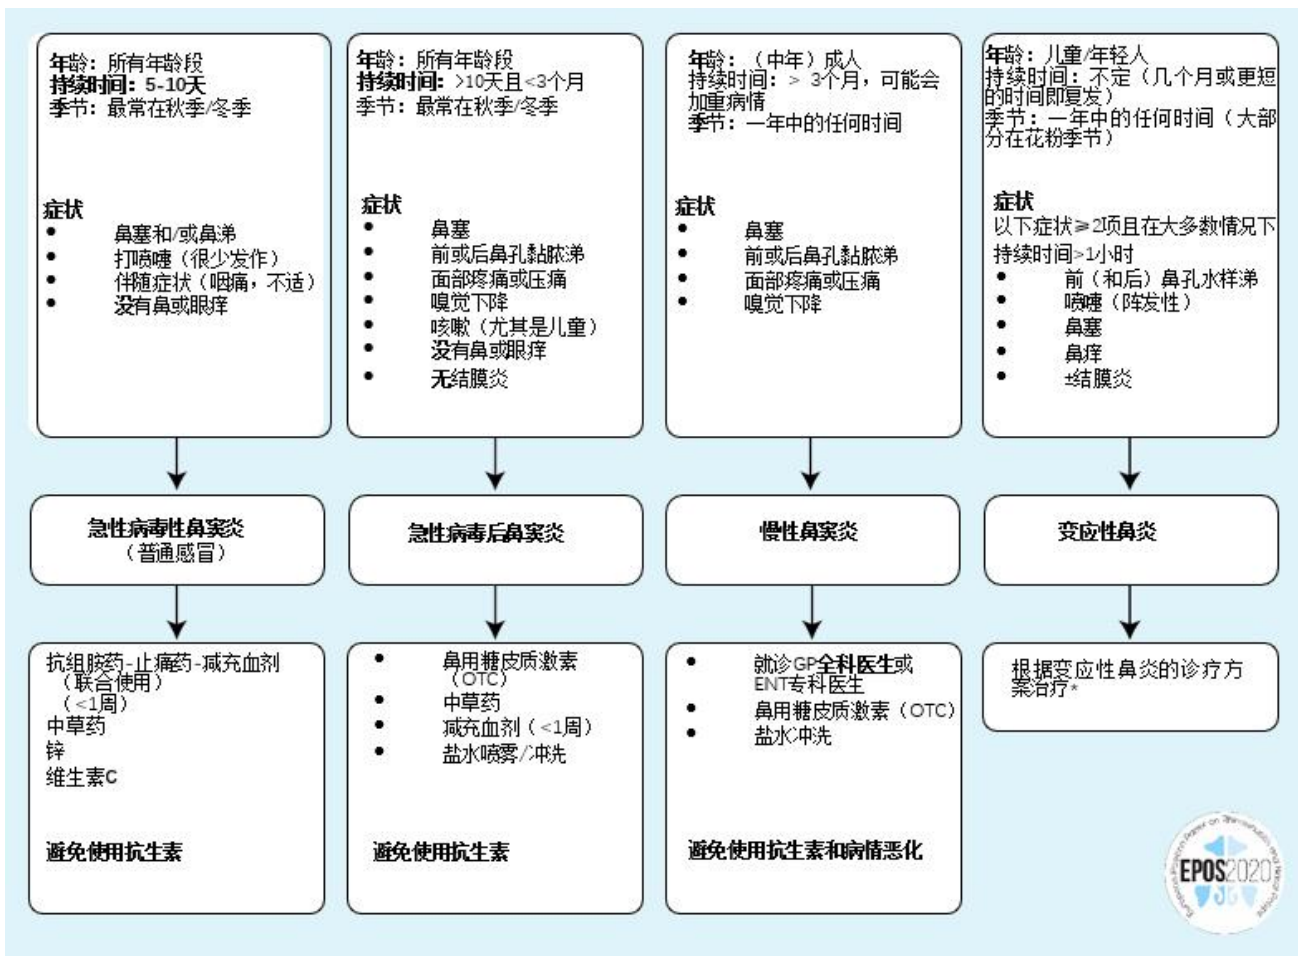 年龄：所有年龄段
持续时间：5-10天
季节：最常在秋季/冬季
症状
● 鼻塞和/或鼻涕
● 打喷嚏（很少发作）
● 伴随症状（咽痛，不适）
● 没有鼻或眼痒
急性病毒性鼻窦炎
（普通感冒）
抗组胺药-止痛药-减充血剂
（联合使用）
（<1周）
中草药
锌
维生素C
避免使用抗生素
年龄：所有年龄段
持续时间：>10天且<3个月
季节：最常在秋季/冬季
症状
● 鼻塞
● 前或后鼻孔黏脓涕
● 面部疼痛或压痛
● 嗅觉下降
● 咳嗽（尤其是儿童）
● 没有鼻或眼痒
● 无结膜炎
急性病毒后鼻窦炎
● 鼻用糖皮质激素
（OTC）
● 中草药
● 减充血剂（<1周）
● 盐水喷雾/冲洗
避免使用抗生素
年龄：（中年）成人
持续时间：> 3个月，可能会
加重病情
季节：一年中的任何时间
症状
● 鼻塞
● 前或后鼻孔黏脓涕
● 面部疼痛或压痛
● 嗅觉下降
慢性鼻窦炎
● 就诊GP全科医生或
ENT专科医生
● 鼻用糖皮质激素（OTC）
● 盐水冲洗
避免使用抗生素和病情恶化
年龄：儿童/年轻人
持续时间：不定（几个月或更短
的时间即复发）
季节：一年中的任何时间（大部
分在花粉季节）
症状
以下症状≥2项且在大多数情况下
持续时间>1小时
● 前（和后）鼻孔水样涕
● 喷嚏（阵发性）
● 鼻塞
● 鼻痒
● ±结膜炎
变应性鼻炎
根据变应性鼻炎的诊疗方
案治疗*
EPOS2020